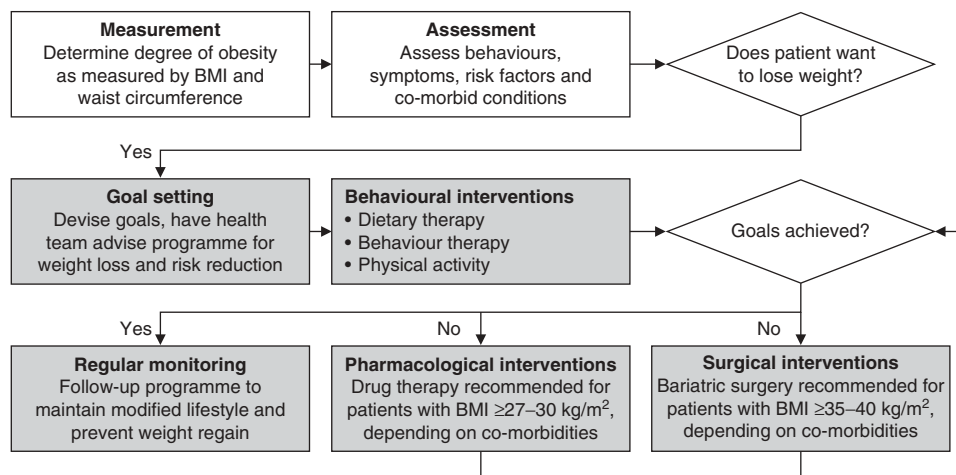 Measurement
Determine degree of obesity
as measured by BMI and
waist circumference
Assessment
Assess behaviours,
symptoms, risk factors and
co-morbid conditions
Does patient want
to lose weight?
Yes
Goal setting
Devise goals, have health
team advise programme for
weight loss and risk reduction
Behavioural interventions
• Dietary therapy
• Behaviour therapy
• Physical activity
Goals achieved?
Yes
No
No
Regular monitoring
Follow-up programme to
maintain modified lifestyle and
prevent weight regain
Pharmacological interventions
Drug therapy recommended for
patients with BMI ≥27–30 kg/m²,
depending on co-morbidities
Surgical interventions
Bariatric surgery recommended for
patients with BMI ≥35–40 kg/m²,
depending on co-morbidities